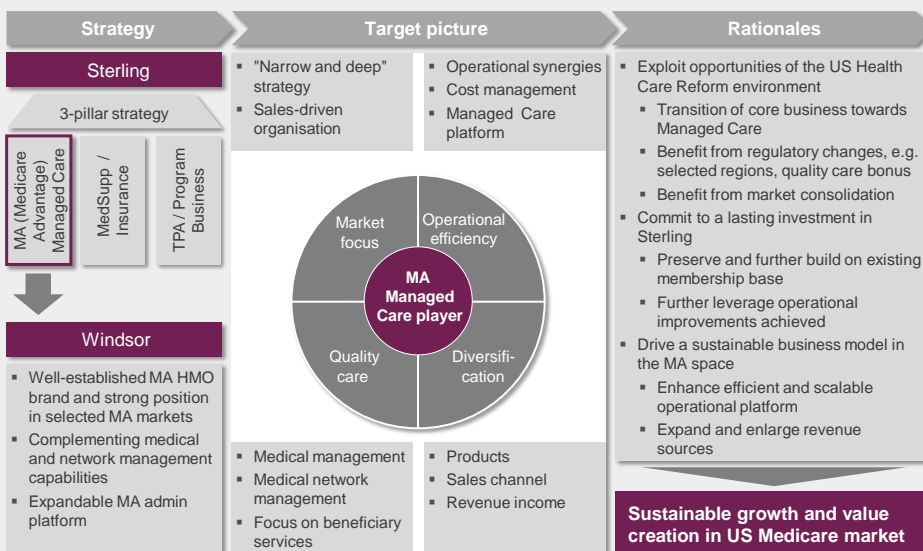 Strategy
Target picture
Rationales
Sterling
3-pillar strategy
MA (Medicare
Advantage)
Managed Care
MedSupp /
Insurance
TPA / Program
Business
Windsor
▪ Well-established MA HMO
brand and strong position
in selected MA markets
▪ Complementing medical
and network management
capabilities
▪ Expandable MA admin
platform
▪ "Narrow and deep"
strategy
▪ Sales-driven
organisation
▪ Operational synergies
▪ Cost management
▪ Managed Care
platform
Market
focus
Operational
efficiency
MA
Managed
Care player
Quality
care
Diversifi-
cation
▪ Medical management
▪ Medical network
management
▪ Focus on beneficiary
services
▪ Products
▪ Sales channel
▪ Revenue income
▪ Exploit opportunities of the US Health
Care Reform environment
▪ Transition of core business towards
Managed Care
▪ Benefit from regulatory changes, e.g.
selected regions, quality care bonus
▪ Benefit from market consolidation
▪ Commit to a lasting investment in
Sterling
▪ Preserve and further build on existing
membership base
▪ Further leverage operational
improvements achieved
▪ Drive a sustainable business model in
the MA space
▪ Enhance efficient and scalable
operational platform
▪ Expand and enlarge revenue
sources
Sustainable growth and value
creation in US Medicare market